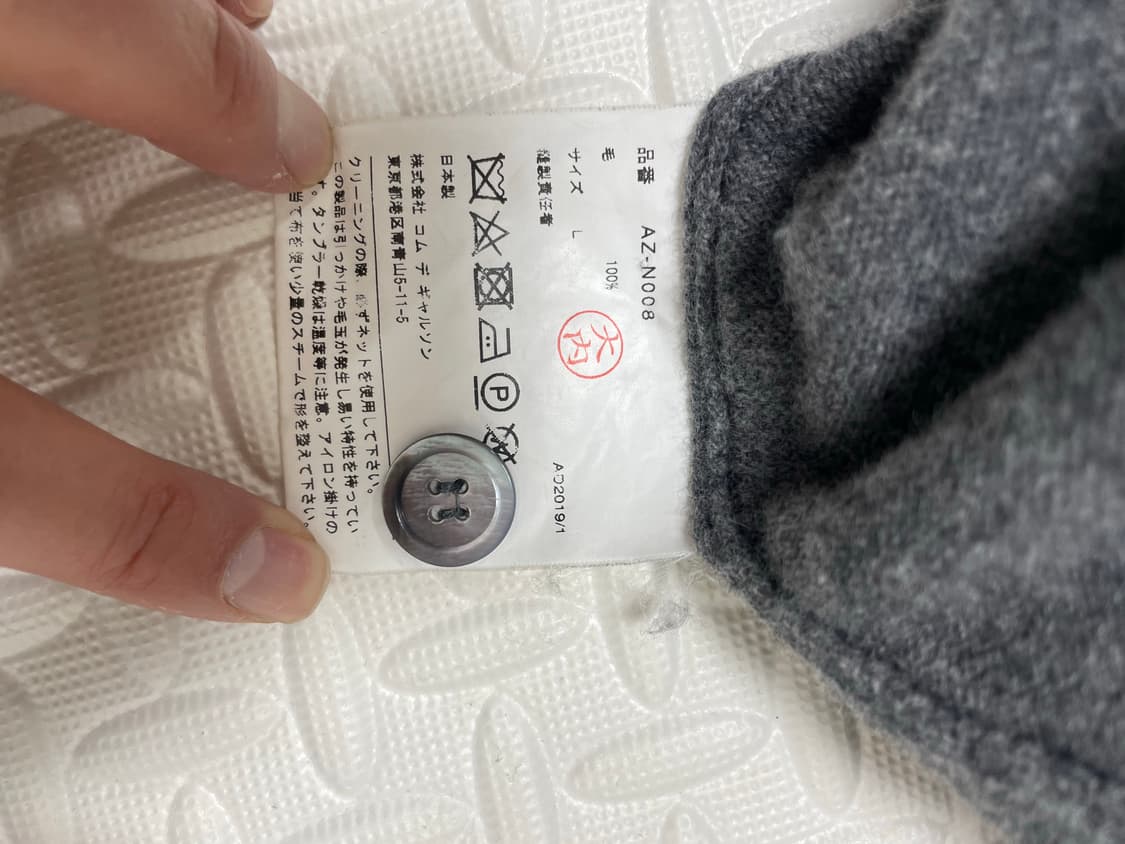 品番 AZ-N008
毛 100%
サイズ L
縫製責任者 大内
AD2019/1
P
日本製
株式会社 コム デ ギャルソン
東京都港区南青山5-11-5
クリーニングの際、必ずネットを使用して下さい。
この製品は引っかけや毛玉が発生し易い特性を持ってい
す。タンブラー乾燥は温度等に注意。アイロン掛けの
当て布を使い少量のスチームで形を整えて下さい。